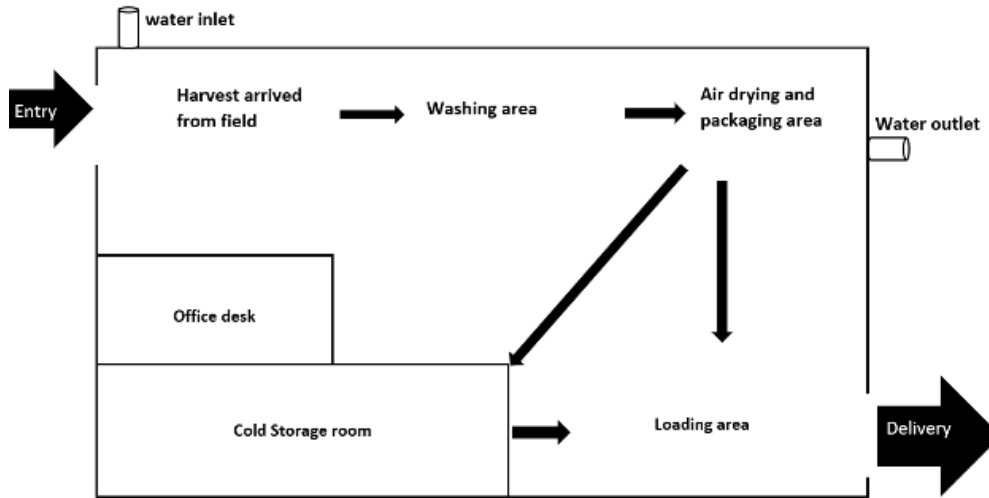 water inlet
Entry
Harvest arrived
from field
Washing area
Air drying and
packaging area
Water outlet
Office desk
Cold Storage room
Loading area
Delivery